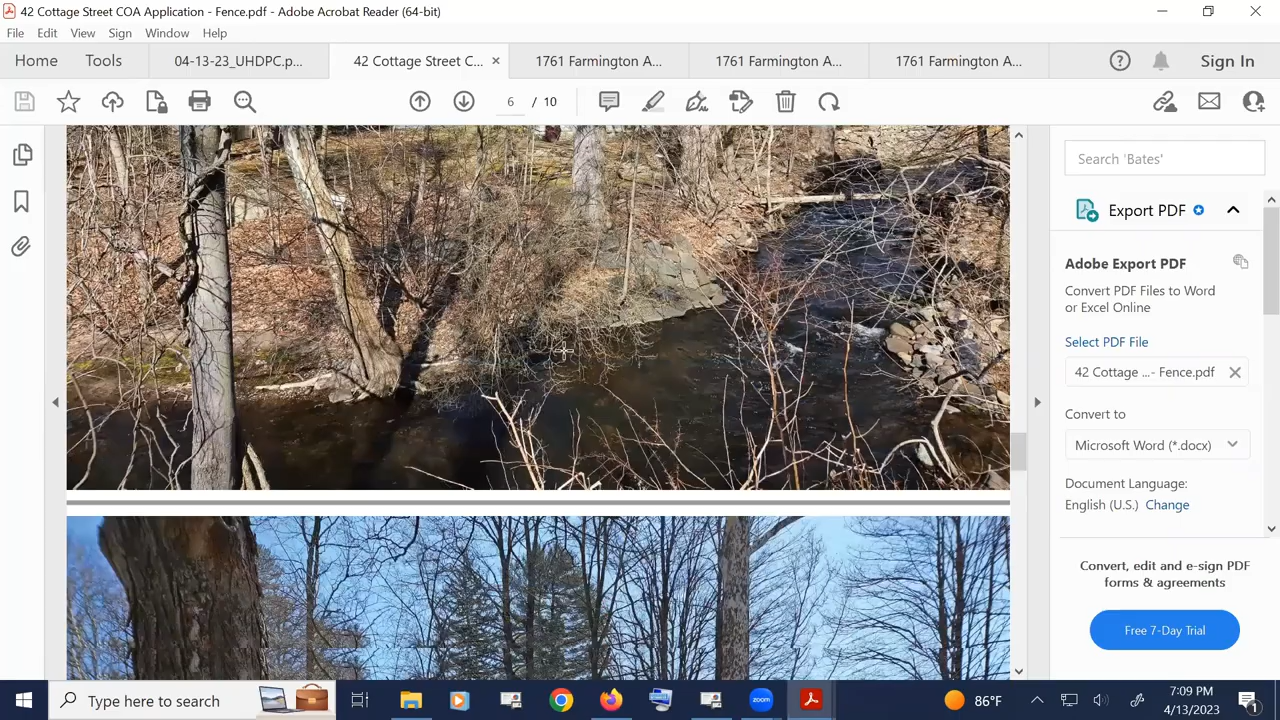 42 Cottage Street COA Application - Fence.pdf - Adobe Acrobat Reader (64-bit)
File Edit View Sign Window Help
Home Tools 04-13-23_UHDPC.p... 42 Cottage Street C... 1761 Farmington A... 1761 Farmington A... 1761 Farmington A... Sign In
6 / 10
Search 'Bates'
Export PDF
Adobe Export PDF
Convert PDF Files to Word
or Excel Online
Select PDF File
42 Cottage ...- Fence.pdf
Convert to
Microsoft Word (*.docx)
Document Language:
English (U.S.) Change
Convert, edit and e-sign PDF
forms & agreements
Free 7-Day Trial
Type here to search
zoom
86°F
7:09 PM
4/13/2023
1